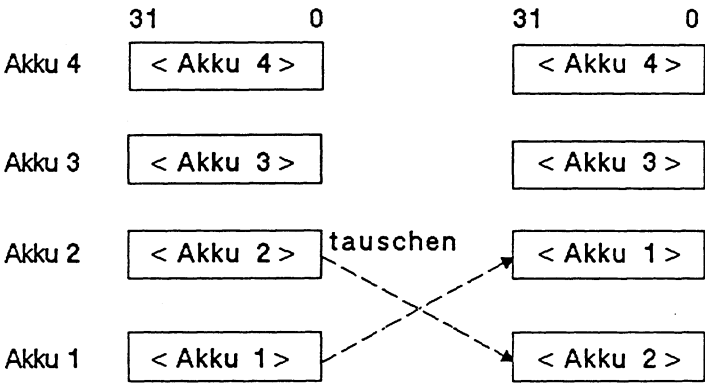 31 0 31 0
Akku 4 < Akku 4 > < Akku 4 >
Akku 3 < Akku 3 > < Akku 3 >
Akku 2 < Akku 2 > tauschen < Akku 1 >
Akku 1 < Akku 1 > < Akku 2 >